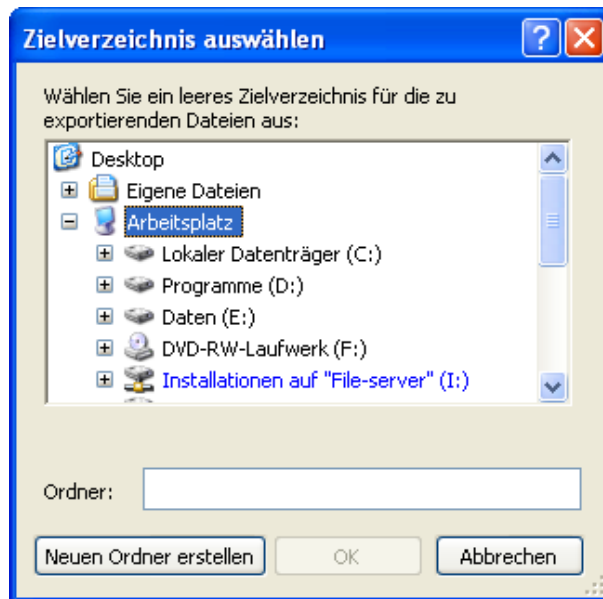 Zielverzeichnis auswählen
Wählen Sie ein leeres Zielverzeichnis für die zu
exportierenden Dateien aus:
Desktop
Eigene Dateien
Arbeitsplatz
Lokaler Datenträger (C:)
Programme (D:)
Daten (E:)
DVD-RW-Laufwerk (F:)
Installationen auf "File-server" (I:)
Ordner:
Neuen Ordner erstellen
OK
Abbrechen